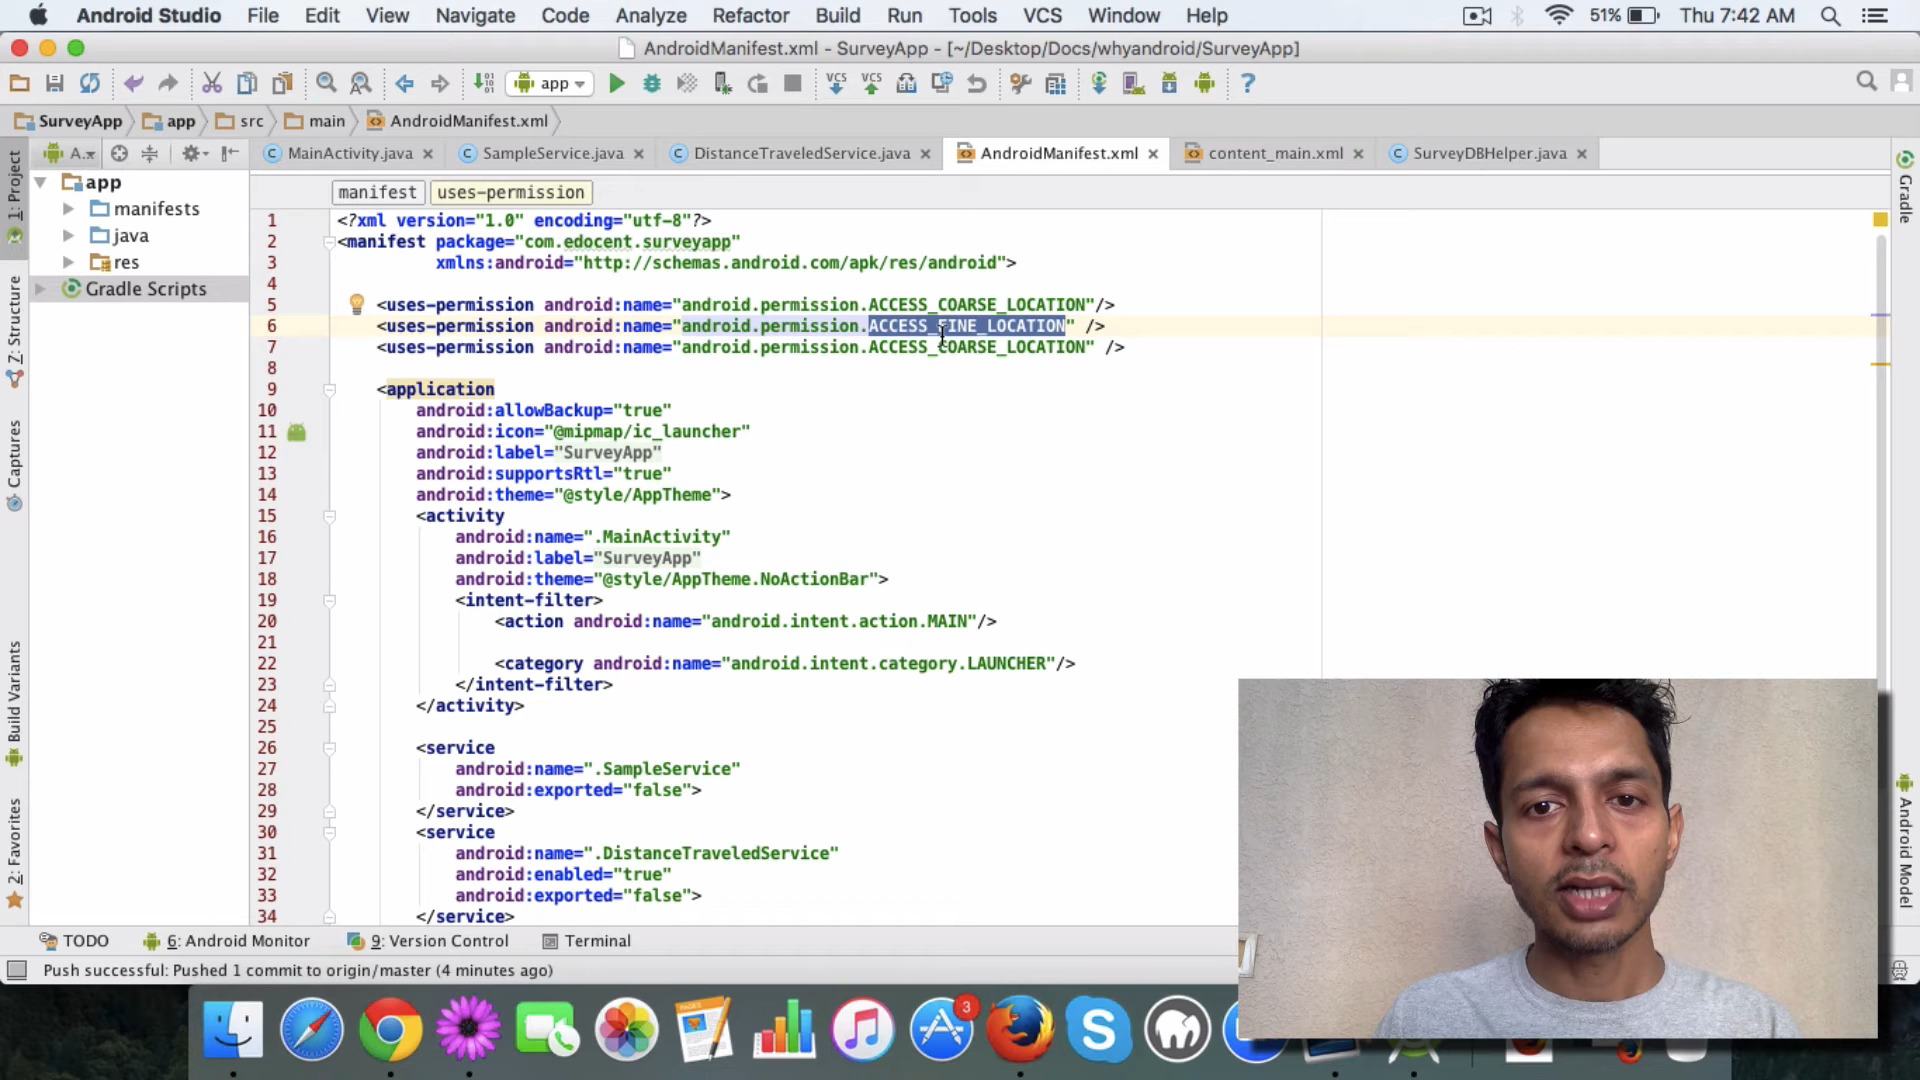 Android Studio File Edit View Navigate Code Analyze Refactor Build Run Tools VCS Window Help 51% Thu 7:42 AM
AndroidManifest.xml - SurveyApp - [~/Desktop/Docs/whyandroid/SurveyApp]
app VCS VCS ?
SurveyApp app src main AndroidManifest.xml
A.. MainActivity.java SampleService.java DistanceTraveledService.java AndroidManifest.xml content_main.xml SurveyDBHelper.java
1: Project
Z: Structure
Captures
Build Variants
2: Favorites
app
manifests
java
res
Gradle Scripts
manifest uses-permission
1 <?xml version="1.0" encoding="utf-8"?>
2 <manifest package="com.edocent.surveyapp"
3 xmlns:android="http://schemas.android.com/apk/res/android">
4
5 <uses-permission android:name="android.permission.ACCESS_COARSE_LOCATION"/>
6 <uses-permission android:name="android.permission.ACCESS_FINE_LOCATION" />
7 <uses-permission android:name="android.permission.ACCESS_COARSE_LOCATION" />
8
9 <application
10 android:allowBackup="true"
11 android:icon="@mipmap/ic_launcher"
12 android:label="SurveyApp"
13 android:supportsRtl="true"
14 android:theme="@style/AppTheme">
15 <activity
16 android:name=".MainActivity"
17 android:label="SurveyApp"
18 android:theme="@style/AppTheme.NoActionBar">
19 <intent-filter>
20 <action android:name="android.intent.action.MAIN"/>
21
22 <category android:name="android.intent.category.LAUNCHER"/>
23 </intent-filter>
24 </activity>
25
26 <service
27 android:name=".SampleService"
28 android:exported="false">
29 </service>
30 <service
31 android:name=".DistanceTraveledService"
32 android:enabled="true"
33 android:exported="false">
34 </service>
Gradle
Android Model
TODO 6: Android Monitor 9: Version Control Terminal
Push successful: Pushed 1 commit to origin/master (4 minutes ago)
PAGES
3